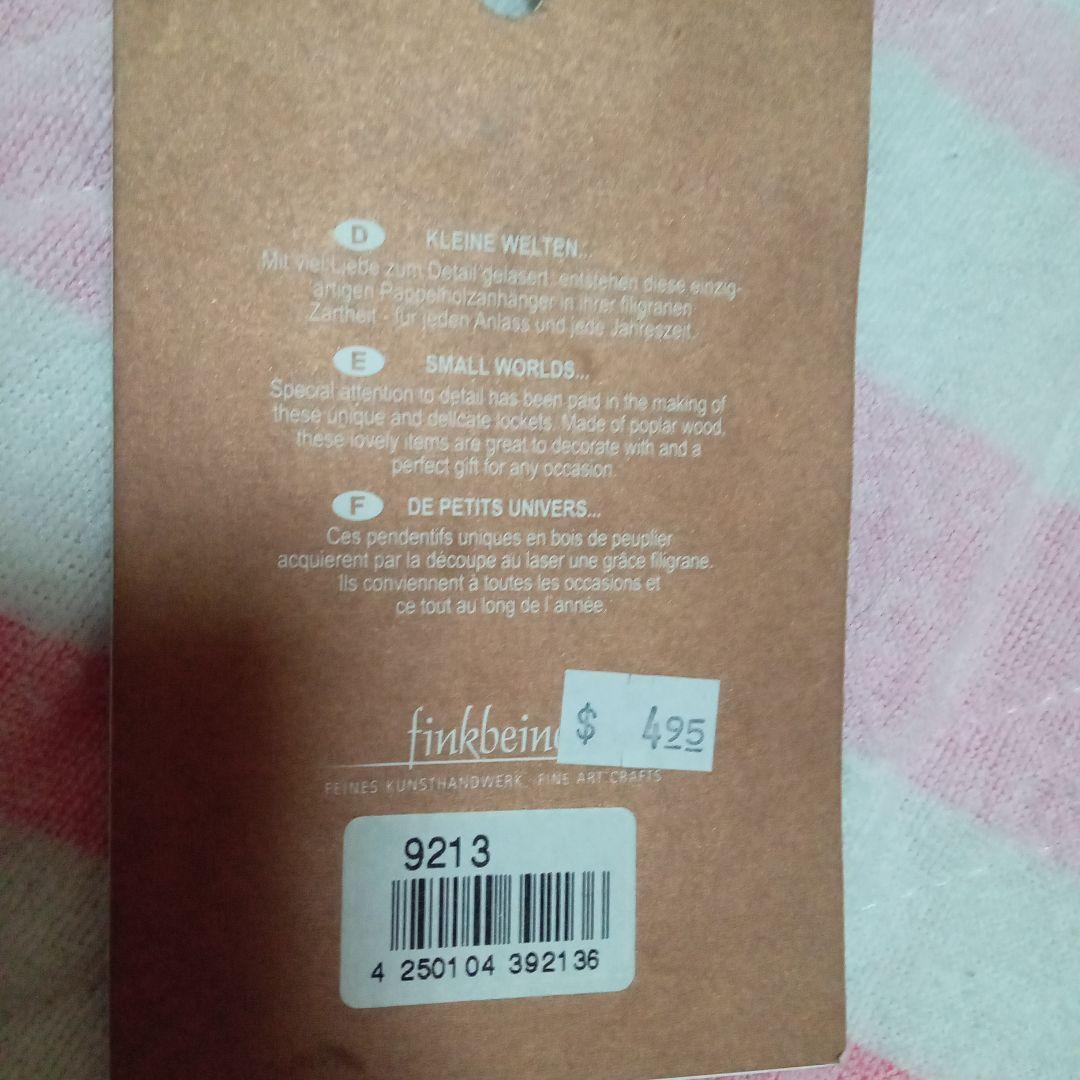 D KLEINE WELTEN...
Mit viel Liebe zum Detail gelasert entstehen diese einzig-
artigen Pappelholzanhänger in ihrer filigranen
Zartheit - für jeden Anlass und jede Jahreszeit.
E SMALL WORLDS...
Special attention to detail has been paid in the making of
these unique and delicate lockets. Made of poplar wood,
these lovely items are great to decorate with and a
perfect gift for any occasion.
F DE PETITS UNIVERS...
Ces pendentifs uniques en bois de peuplier
acquierent par la découpe au laser une grâce filigrane.
Ils conviennent à toutes les occasions et
ce tout au long de l'année.
finkbein
$ 495
FEINES KUNSTHANDWERK · FINE ART CRAFTS
9213
4 250104 392136